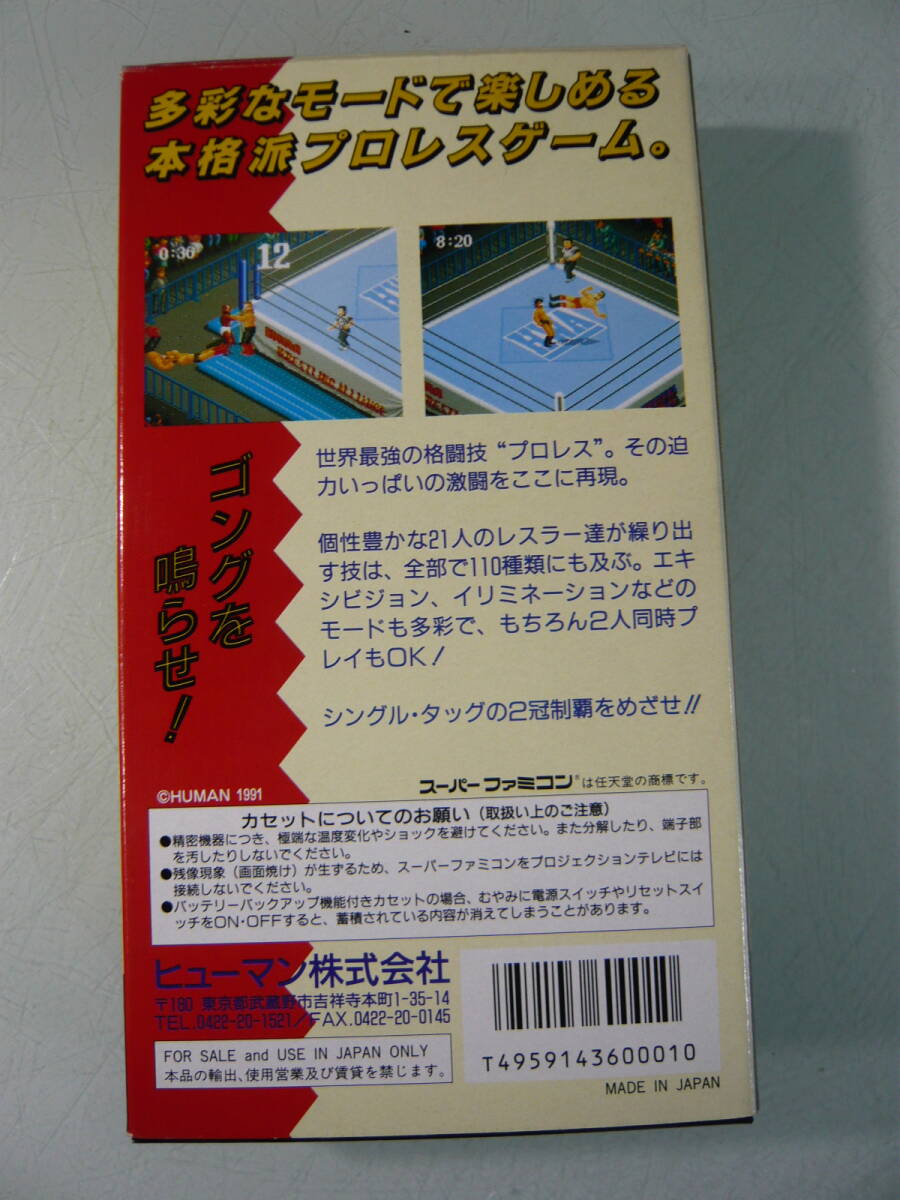 多彩なモードで楽しめる
本格派プロレスゲーム。
0:36
12
8:20
HWA
HUMAN
WRESTLING ALLIANCE
ゴングを
鳴らせ!
世界最強の格闘技“プロレス”。その迫
力いっぱいの激闘をここに再現。
個性豊かな21人のレスラー達が繰り出
す技は、全部で110種類にも及ぶ。エキ
シビジョン、イリミネーションなどの
モードも多彩で、もちろん2人同時プ
レイもOK!
シングル・タッグの2冠制覇をめざせ!!
スーパーファミコン®は任天堂の商標です。
©HUMAN 1991
カセットについてのお願い(取扱い上のご注意)
●精密機器につき、極端な温度変化やショックを避けてください。また分解したり、端子部
を汚したりしないでください。
●残像現象(画面焼け)が生ずるため、スーパーファミコンをプロジェクションテレビには
接続しないでください。
●バッテリーバックアップ機能付きカセットの場合、むやみに電源スイッチやリセットスイ
ッチをON・OFFすると、蓄積されている内容が消えてしまうことがあります。
ヒューマン株式会社
〒180 東京都武蔵野市吉祥寺本町1-35-14
TEL.0422-20-1521/FAX.0422-20-0145
FOR SALE and USE IN JAPAN ONLY
本品の輸出、使用営業及び賃貸を禁じます。
T4959143600010
MADE IN JAPAN